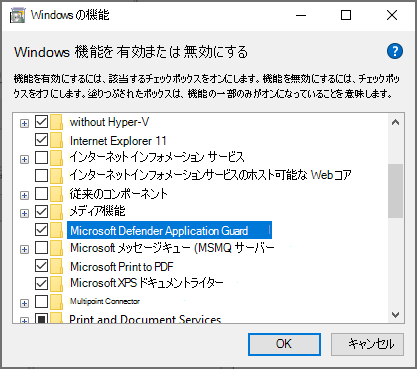 Windows の機能
Windows 機能を有効または無効にする
機能を有効にするには、該当するチェックボックスをオンにします。機能を無効にするには、チェックボッ
クスをオフにします。塗りつぶされたボックスは、機能の一部のみがオンになっていることを意味します。
without Hyper-V
Internet Explorer 11
インターネット インフォメーション サービス
インターネットインフォメーションサービスのホスト可能な Webコア
従来のコンポーネント
メディア機能
Microsoft Defender Application Guard
Microsoft メッセージキュー (MSMQ サーバー
Microsoft Print to PDF
Microsoft XPS ドキュメントライター
Multipoint Connector
Print and Document Services
OK
キャンセル